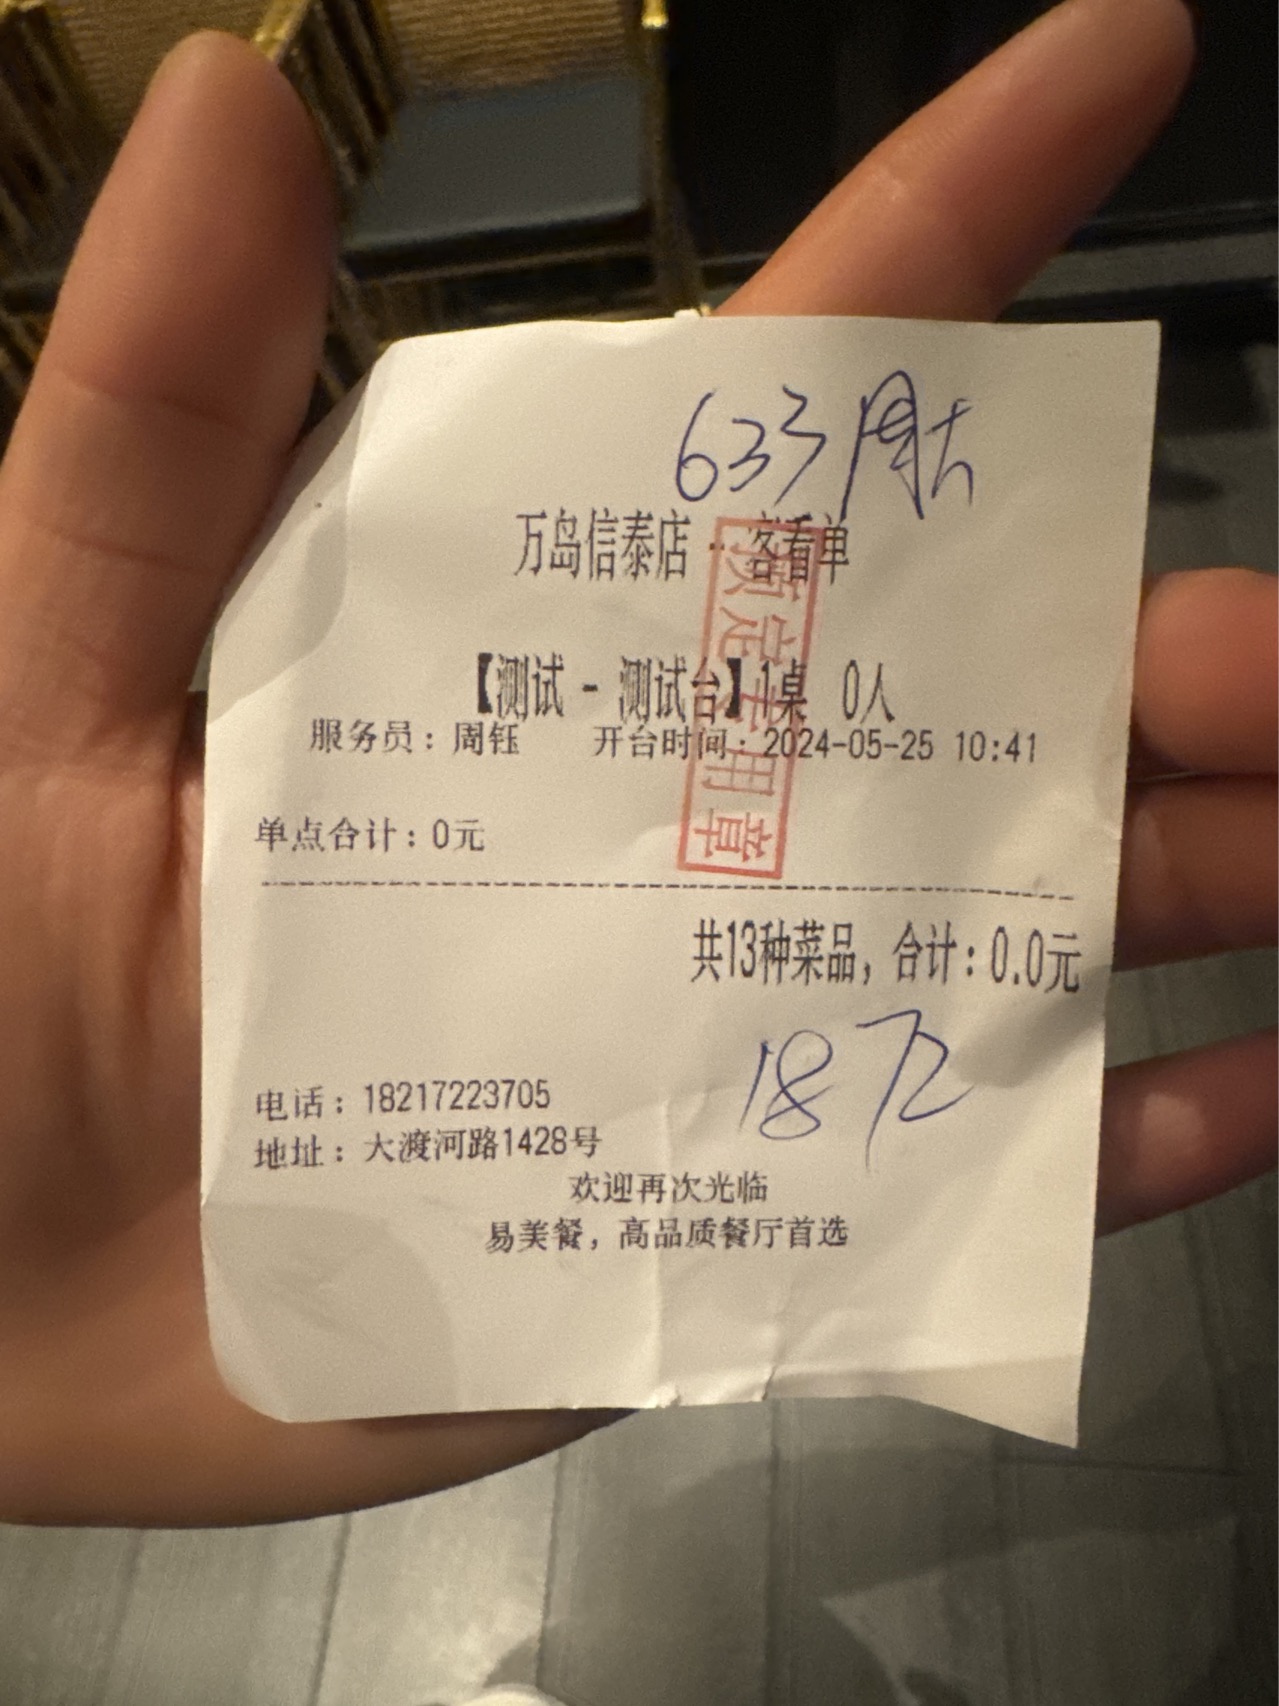 633周古
万岛信泰店 - 客看单
【测试 - 测试台】1桌 0人
服务员：周钰 开台时间：2024-05-25 10:41
预定专用章
单点合计：0元
共13种菜品，合计：0.0元
18 72
电话：18217223705
地址：大渡河路1428号
欢迎再次光临
易美餐，高品质餐厅首选